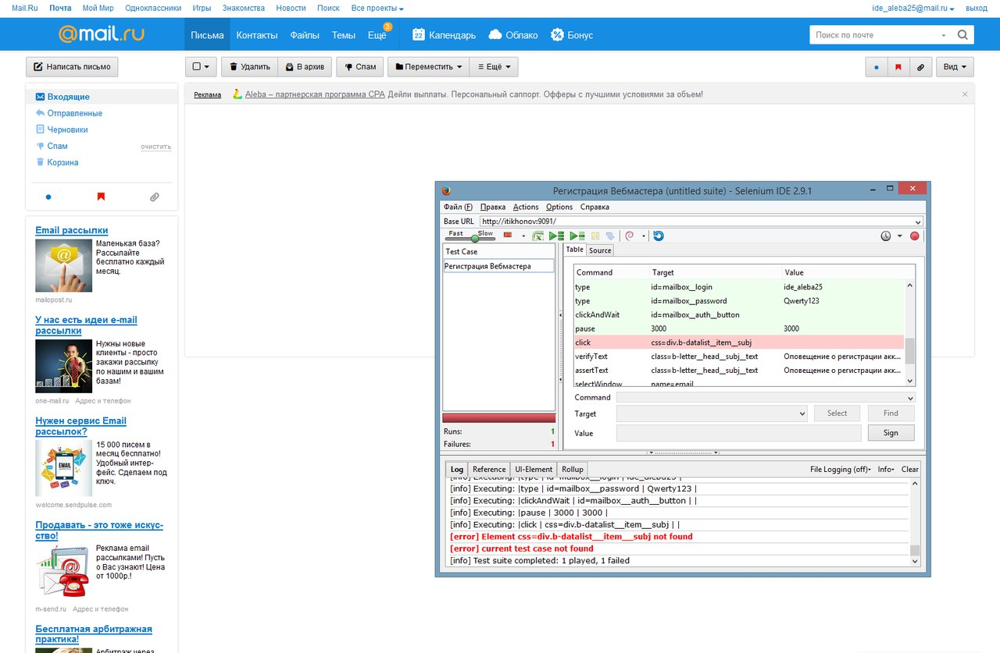 Mail.Ru Почта Мой Мир Одноклассники Игры Знакомства Новости Поиск Все проекты ide_aleba25@mail.ru выход
@mail.ru Письма Контакты Файлы Темы Ещё 3 22 Календарь Облако Бонус Поиск по почте
Написать письмо Удалить В архив Спам Переместить Ещё Вид
Входящие
Отправленные
Черновики
Спам очистить
Корзина
Реклама Aleba – партнерская программа CPA Дейли выплаты. Персональный саппорт. Офферы с лучшими условиями за объем!
Email рассылки
Маленькая база?
Рассылайте
бесплатно каждый
месяц.
mailopost.ru
У нас есть идеи e-mail
рассылки
Нужны новые
клиенты - просто
закажи рассылку
по нашим и вашим
базам!
one-mail.ru Адрес и телефон
Нужен сервис Email
рассылок?
EMAIL
15 000 писем в
месяц бесплатно!
Удобный интер-
фейс. Сделаем под
ключ.
welcome.sendpulse.com
Продавать - это тоже искус-
ство!
Реклама email
рассылками! Пусть
о Вас узнают! Цена
от 1000р.!
m-send.ru Адрес и телефон
Бесплатная арбитражная
практика!
Арбитраж через
Регистрация Вебмастера (untitled suite) - Selenium IDE 2.9.1
Файл (F) Правка Actions Options Справка
Base URL http://itikhonov:9091/
Fast Slow
Test Case
Регистрация Вебмастера
Runs: 1
Failures: 1
Table Source
Command Target Value
type id=mailbox__login ide_aleba25
type id=mailbox__password Qwerty123
clickAndWait id=mailbox__auth__button
pause 3000 3000
click css=div.b-datalist__item__subj
verifyText class=b-letter__head__subj__text Оповещение о регистрации акк...
assertText class=b-letter__head__subj__text Оповещение о регистрации акк...
selectWindow name=email
Command
Target Select Find
Value Sign
Log Reference UI-Element Rollup File Logging (off) Info Clear
[info] Executing: |type | id=mailbox__login | ide_aleba25 |
[info] Executing: |type | id=mailbox__password | Qwerty123 |
[info] Executing: |clickAndWait | id=mailbox__auth__button | |
[info] Executing: |pause | 3000 | 3000 |
[info] Executing: |click | css=div.b-datalist__item__subj | |
[error] Element css=div.b-datalist__item__subj not found
[error] current test case not found
[info] Test suite completed: 1 played, 1 failed